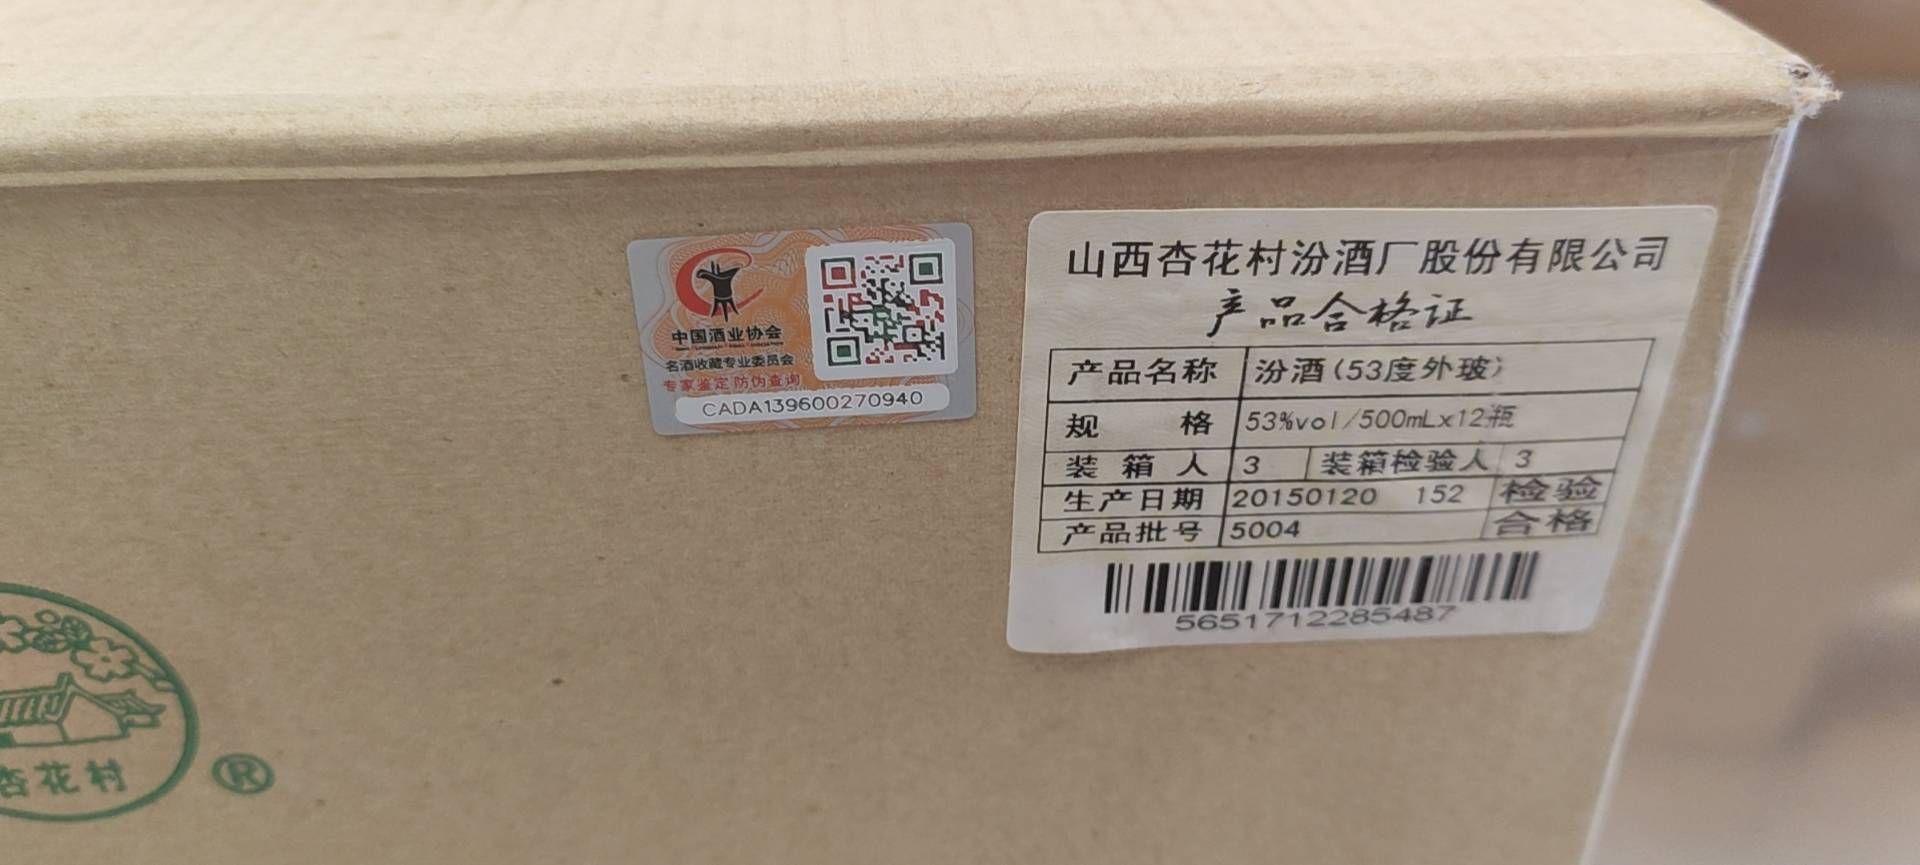 中国酒业协会
名酒收藏专业委员会
专家鉴定 防伪查询
CADA139600270940
山西杏花村汾酒厂股份有限公司
产品合格证
产品名称 汾酒(53度外玻)
规 格 53%vol/500mLx12瓶
装 箱 人 3 装箱检验人 3
生产日期 20150120 152 检验
产品批号 5004 合格
5651712285487
杏花村
®